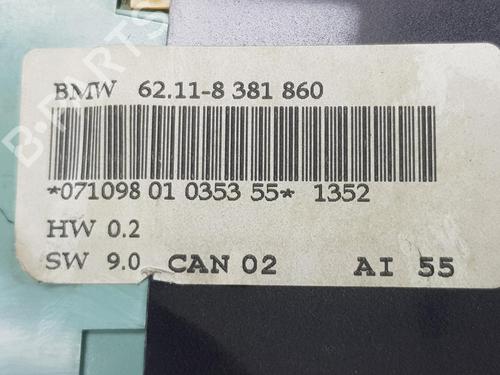 BMW 62.11-8 381 860
*071098 01 0353 55* 1352
HW 0.2
SW 9.0 CAN 02 AI 55
B-PARTS